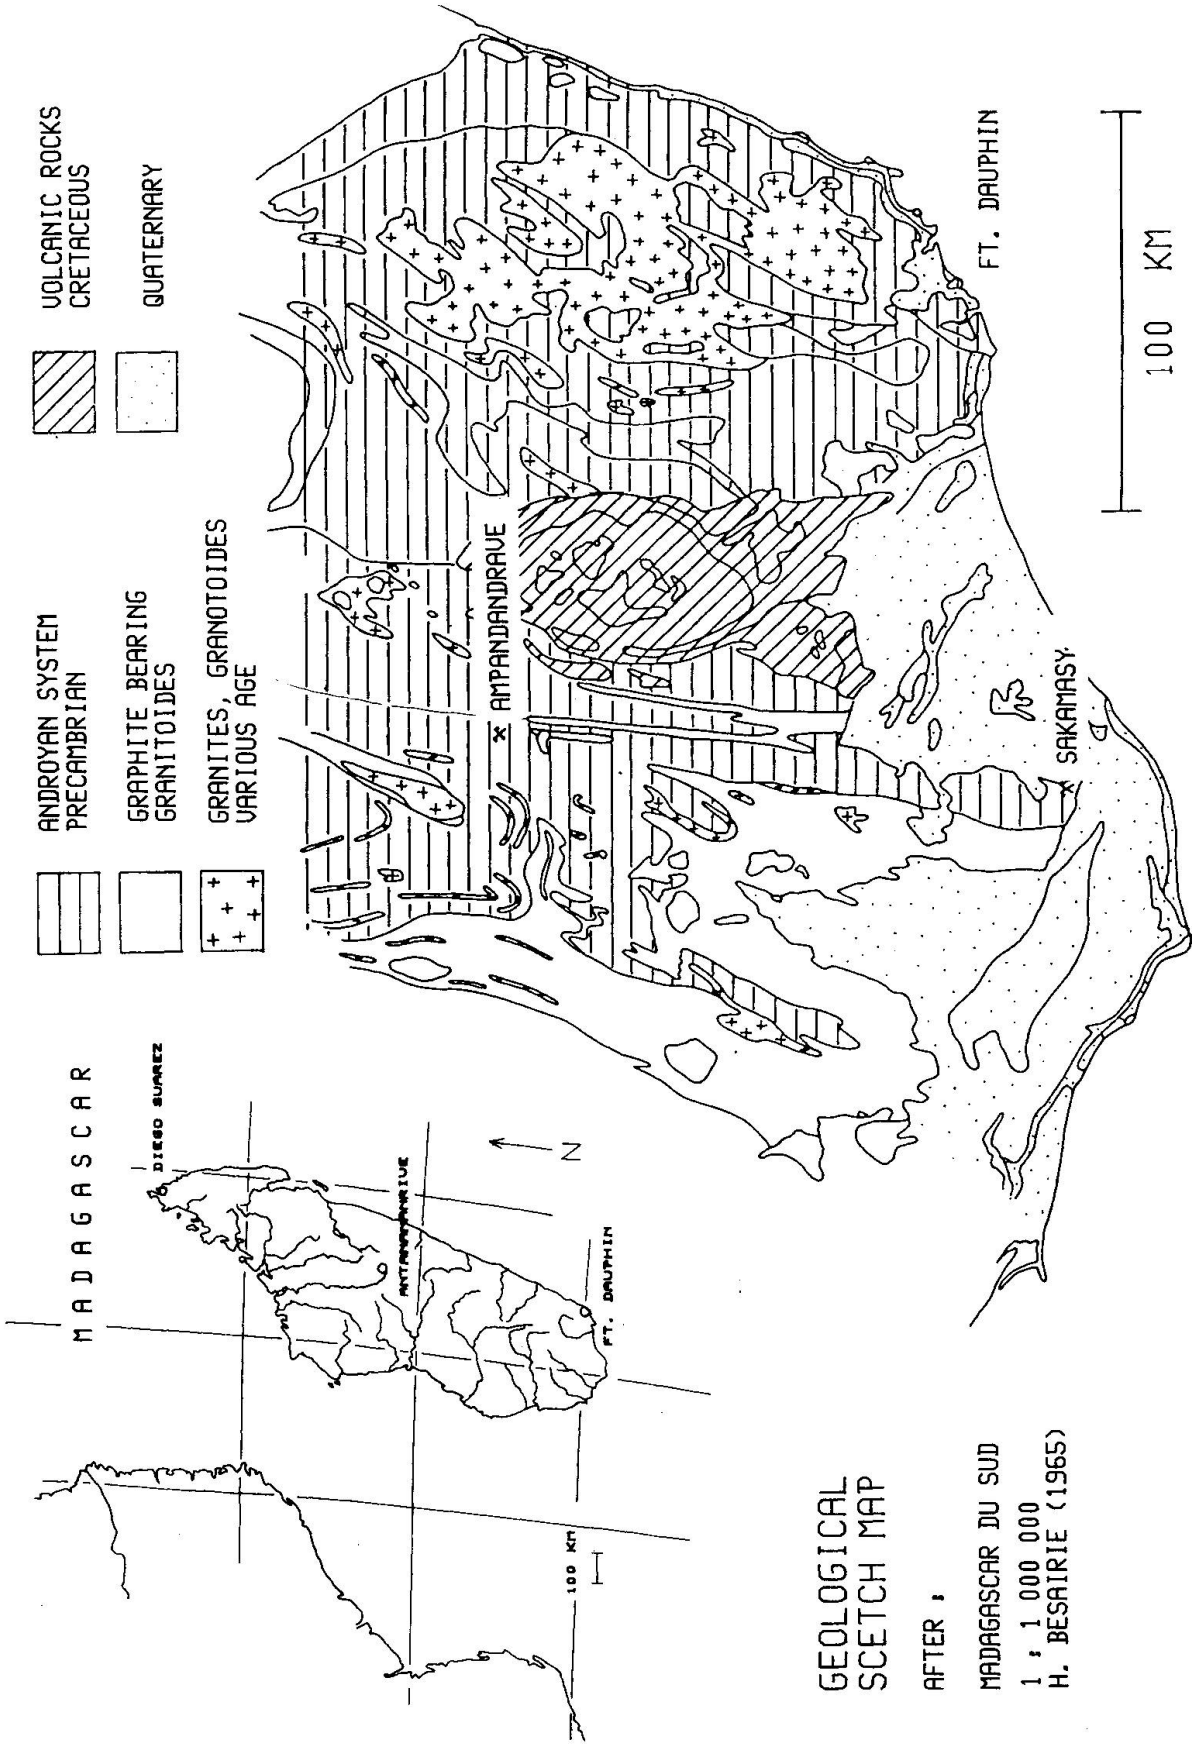 MADAGASCAR
DIEGO SUAREZ
ANTANANANRIVE
FT. DAUPHIN
N
100 KM
ANDROYAN SYSTEM
PRECAMBRIAN
GRAPHITE BEARING
GRANITOIDES
GRANITES, GRANOTOIDES
VARIOUS AGE
VOLCANIC ROCKS
CRETACEOUS
QUATERNARY
AMPANDANDRAVE
SAKAMASY
FT. DAUPHIN
100 KM
GEOLOGICAL
SCETCH MAP
AFTER :
MADAGASCAR DU SUD
1 : 1 000 000
H. BESAIRIE (1965)